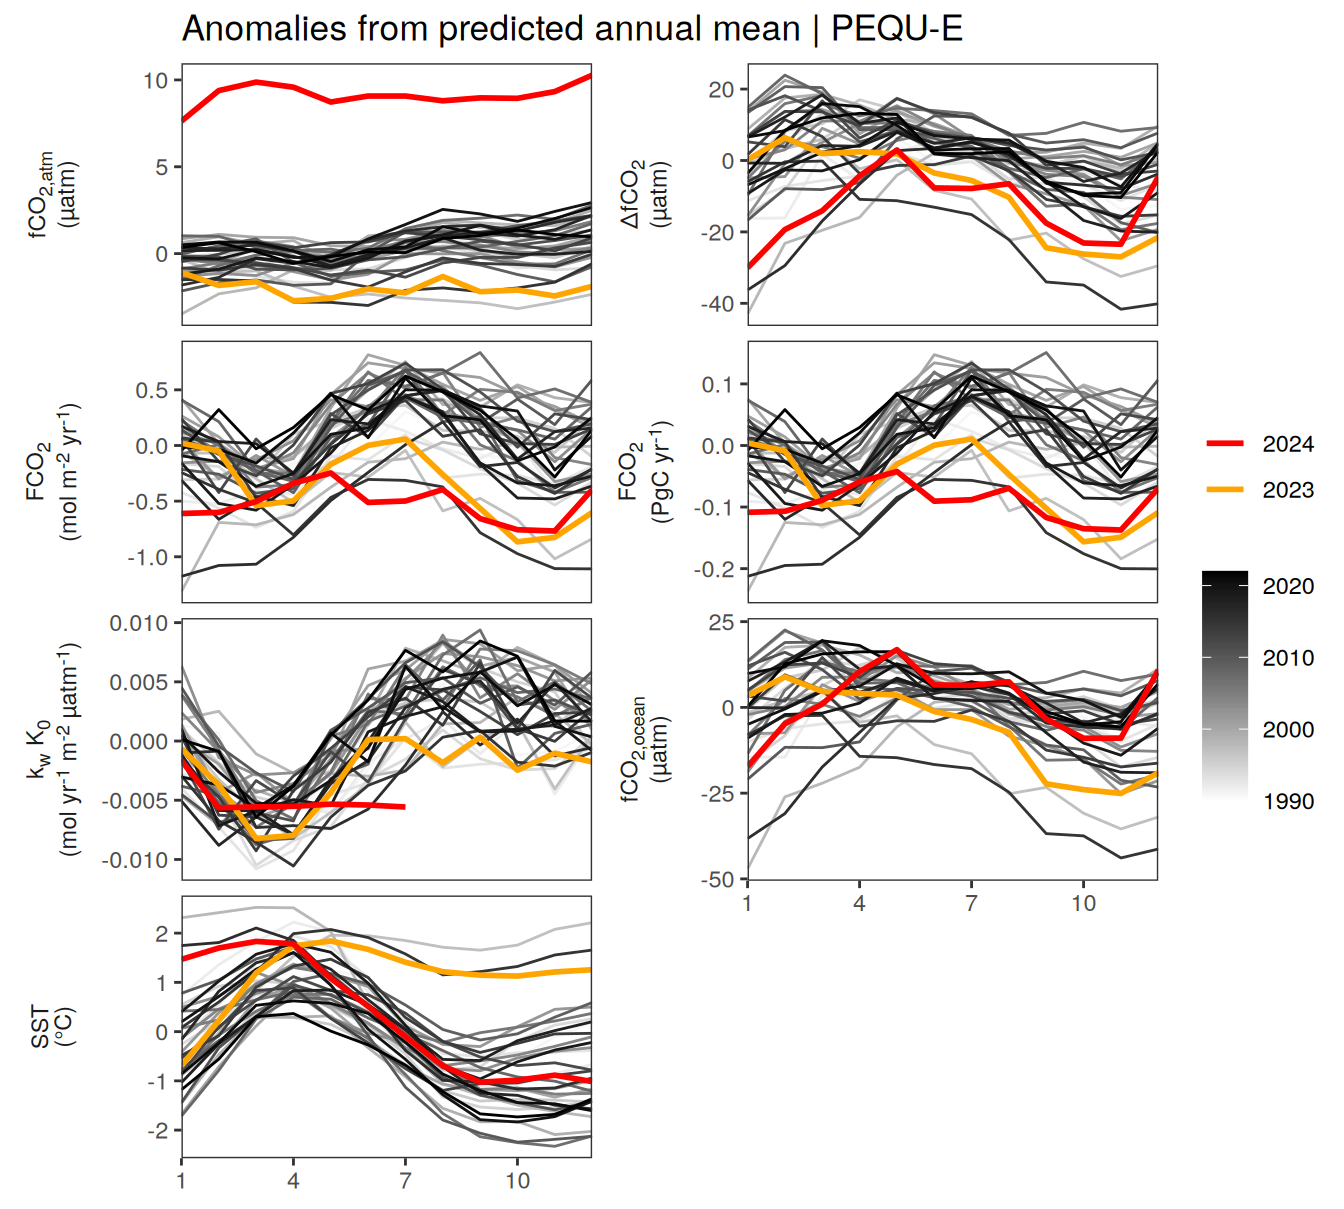 Anomalies from predicted annual mean | PEQU-E
fCO2,atm
(µatm)
10
5
0
ΔfCO2
(µatm)
20
0
-20
-40
FCO2
(mol m-2 yr-1)
0.5
0.0
-0.5
-1.0
FCO2
(PgC yr-1)
0.1
0.0
-0.1
-0.2
kw K0
(mol yr-1 m-2 µatm-1)
0.010
0.005
0.000
-0.005
-0.010
fCO2,ocean
(µatm)
25
0
-25
-50
1 4 7 10
SST
(°C)
2
1
0
-1
-2
1 4 7 10
2024
2023
2020
2010
2000
1990